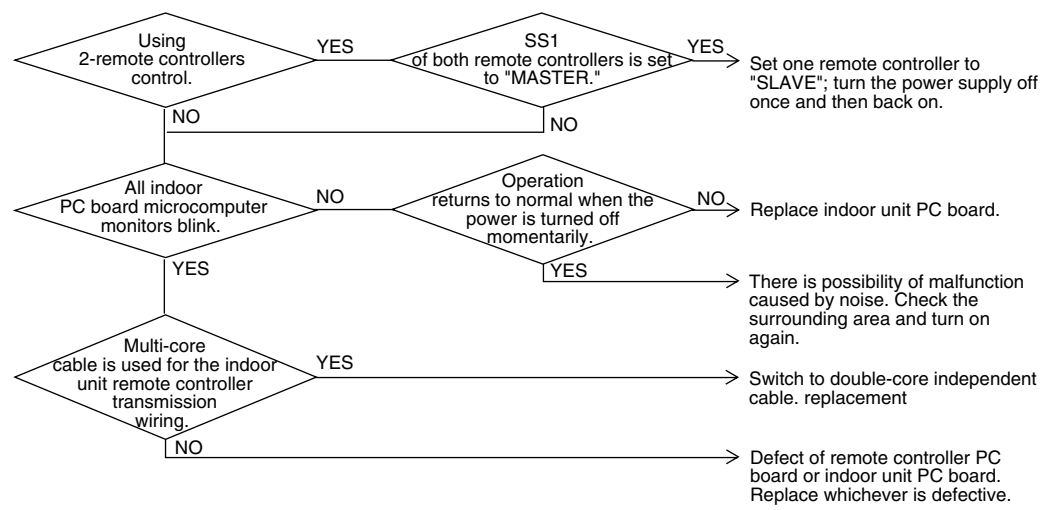 Using
2-remote controllers
control.
YES
SS1
of both remote controllers is set
to "MASTER."
YES
Set one remote controller to
"SLAVE"; turn the power supply off
once and then back on.
NO
NO
All indoor
PC board microcomputer
monitors blink.
NO
Operation
returns to normal when the
power is turned off
momentarily.
NO
Replace indoor unit PC board.
YES
YES
There is possibility of malfunction
caused by noise. Check the
surrounding area and turn on
again.
Multi-core
cable is used for the indoor
unit remote controller
transmission
wiring.
YES
Switch to double-core independent
cable. replacement
NO
Defect of remote controller PC
board or indoor unit PC board.
Replace whichever is defective.